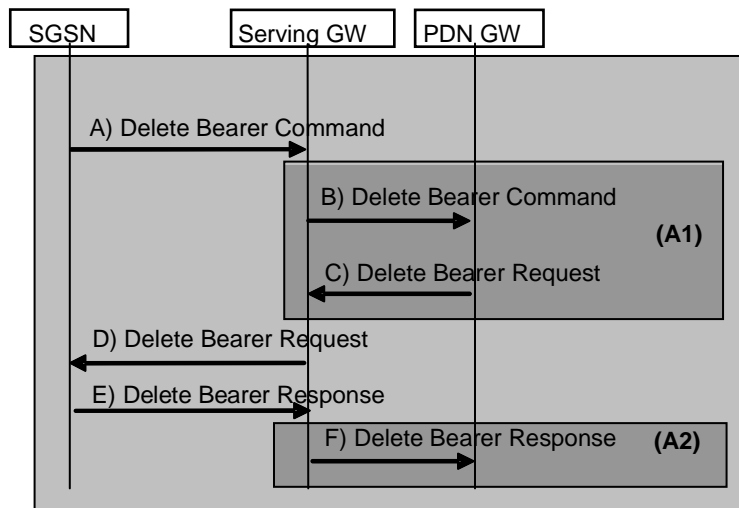 SGSN
Serving GW
PDN GW
A) Delete Bearer Command
B) Delete Bearer Command
(A1)
C) Delete Bearer Request
D) Delete Bearer Request
E) Delete Bearer Response
F) Delete Bearer Response
(A2)